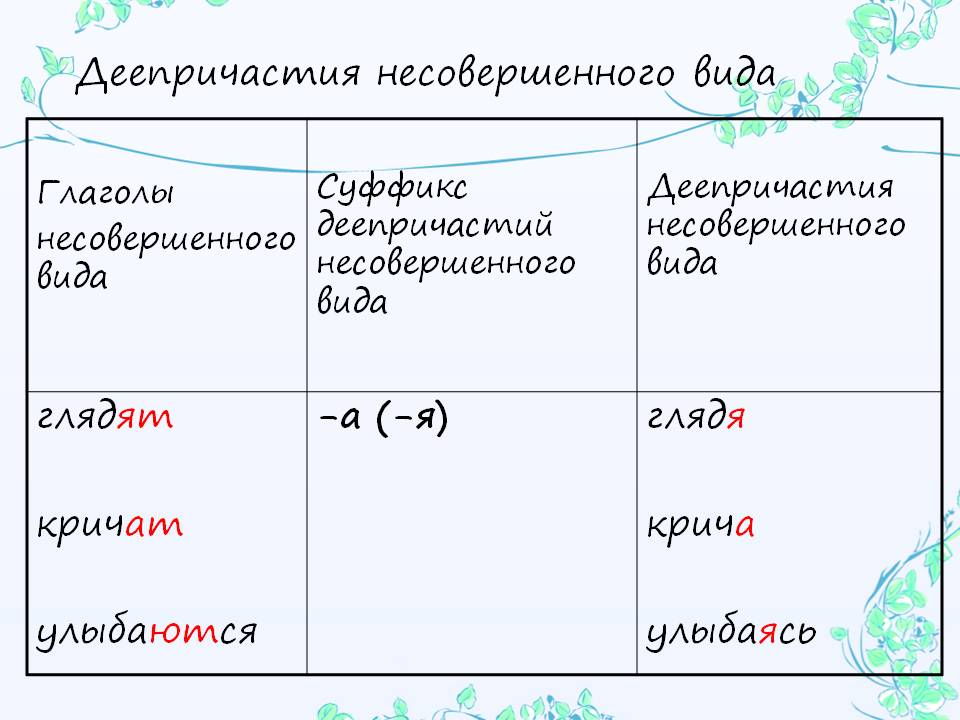 Деепричастия несовершенного вида
Глаголы
несовершенного
вида
Суффикс
деепричастий
несовершенного
вида
Деепричастия
несовершенного
вида
глядят
кричат
улыбаются
-а (-я)
глядя
крича
улыбаясь